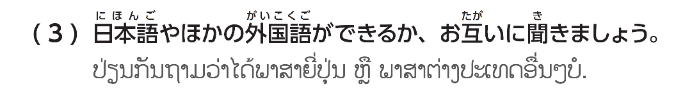 (3) 日本語やほかの外国語ができるか、お互いに聞きましょう。
ປ່ຽນກັນຖາມວ່າໄດ້ພາສາຍີ່ປຸ່ນ ຫຼື ພາສາຕ່າງປະເທດອື່ນໆບໍ່.